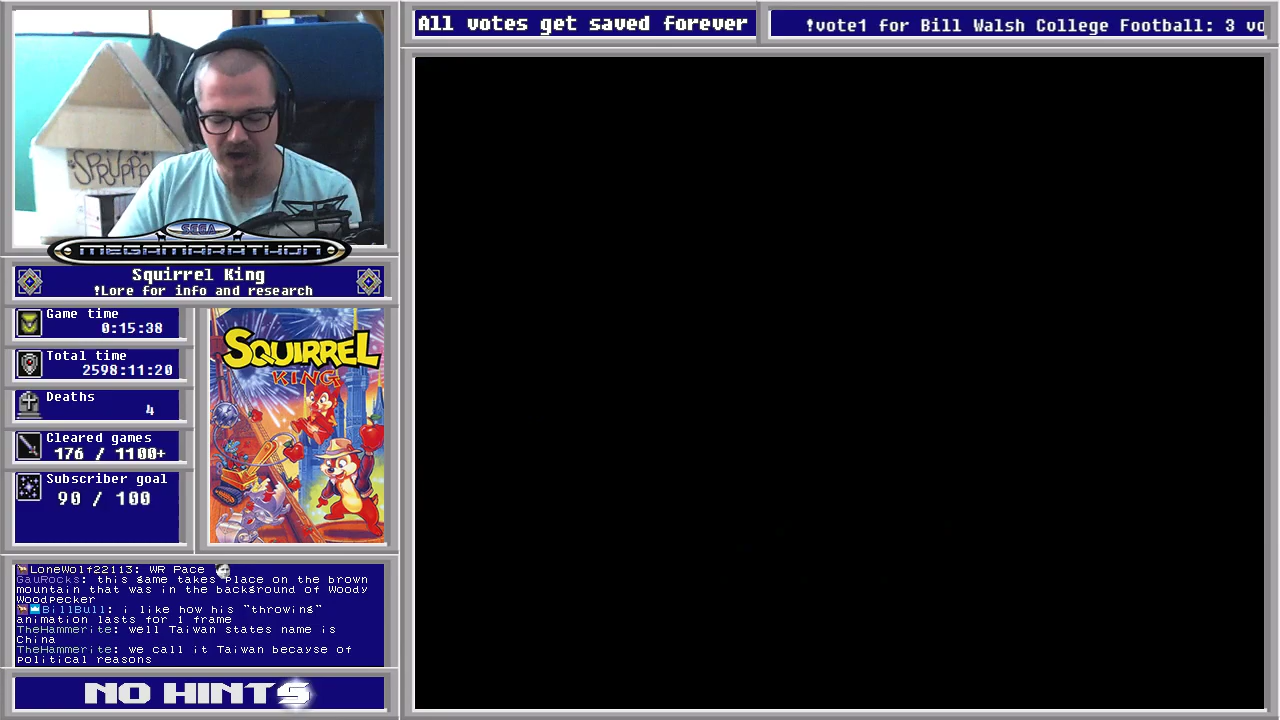 All votes get saved forever
!vote1 for Bill Walsh College Football: 3 vo
SPRUPPA
SEGA
MEGAMARATHON
Squirrel King
!Lore for info and research
Game time
0:15:38
Total time
2598:11:20
Deaths
4
Cleared games
176 / 1100+
Subscriber goal
90 / 100
SQUIRREL
KING
LoneWolf22113: WR Pace
GauRocks: this game takes place on the brown
mountain that was in the background of Woody
Woodpecker
BillBull: i like how his "throwing"
animation lasts for 1 frame
TheHammerite: well Taiwan states name is
China
TheHammerite: we call it Taiwan becayse of
political reasons
NO HINTS